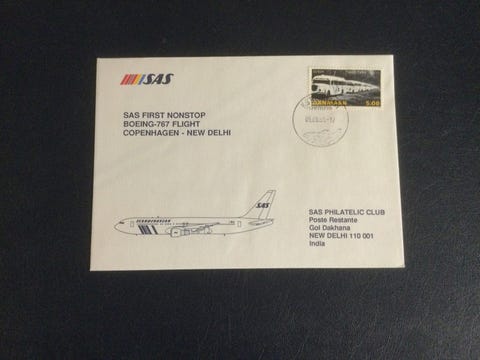 SAS
SAS FIRST NONSTOP
BOEING-767 FLIGHT
COPENHAGEN - NEW DELHI
DANMARK
5.00
SAS
SCANDINAVIAN
SAS PHILATELIC CLUB
Poste Restante
Gol Dakhana
NEW DELHI 110 001
India